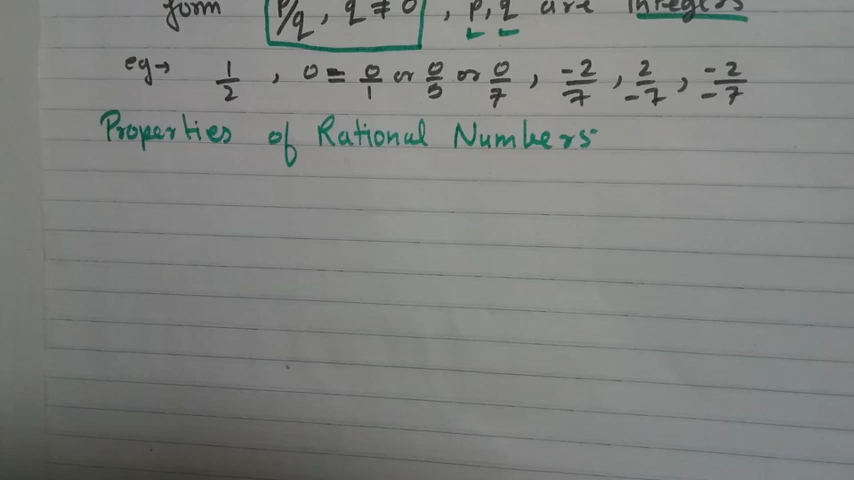 form p/q, q ≠ 0, p, q are integers
eg→ 1/2, 0 = 0/1 or 0/5 or 0/7, -2/7, 2/-7, -2/-7
Properties of Rational Numbers